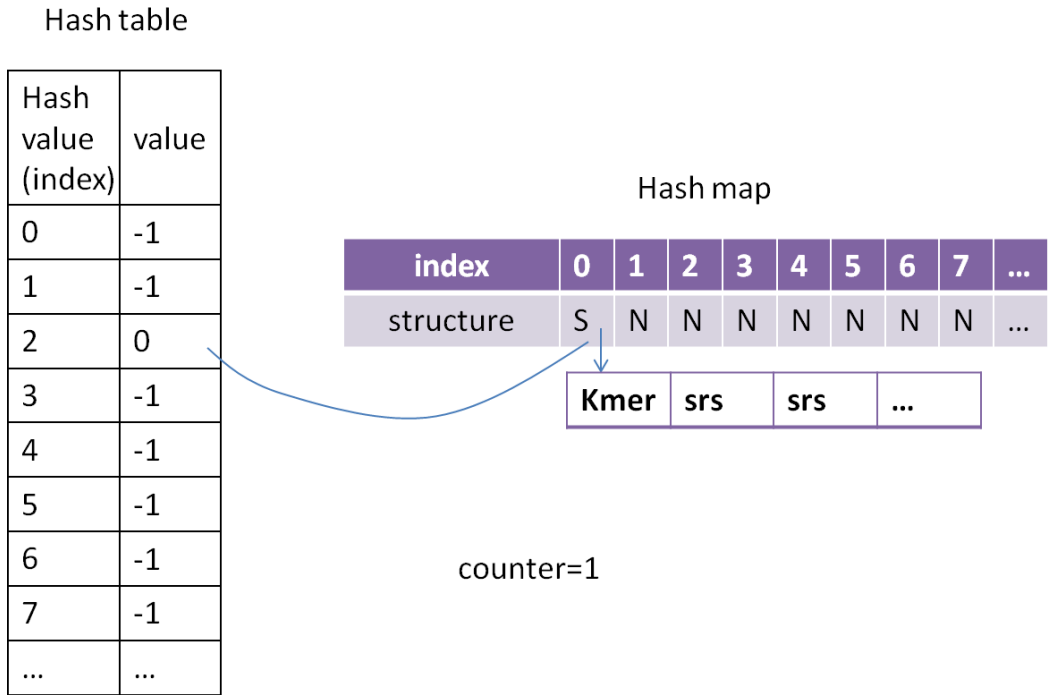 Hash table
Hash value (index) value
0 -1
1 -1
2 0
3 -1
4 -1
5 -1
6 -1
7 -1
... ...
Hash map
index 0 1 2 3 4 5 6 7 ...
structure S N N N N N N N ...
Kmer srs srs ...
counter=1